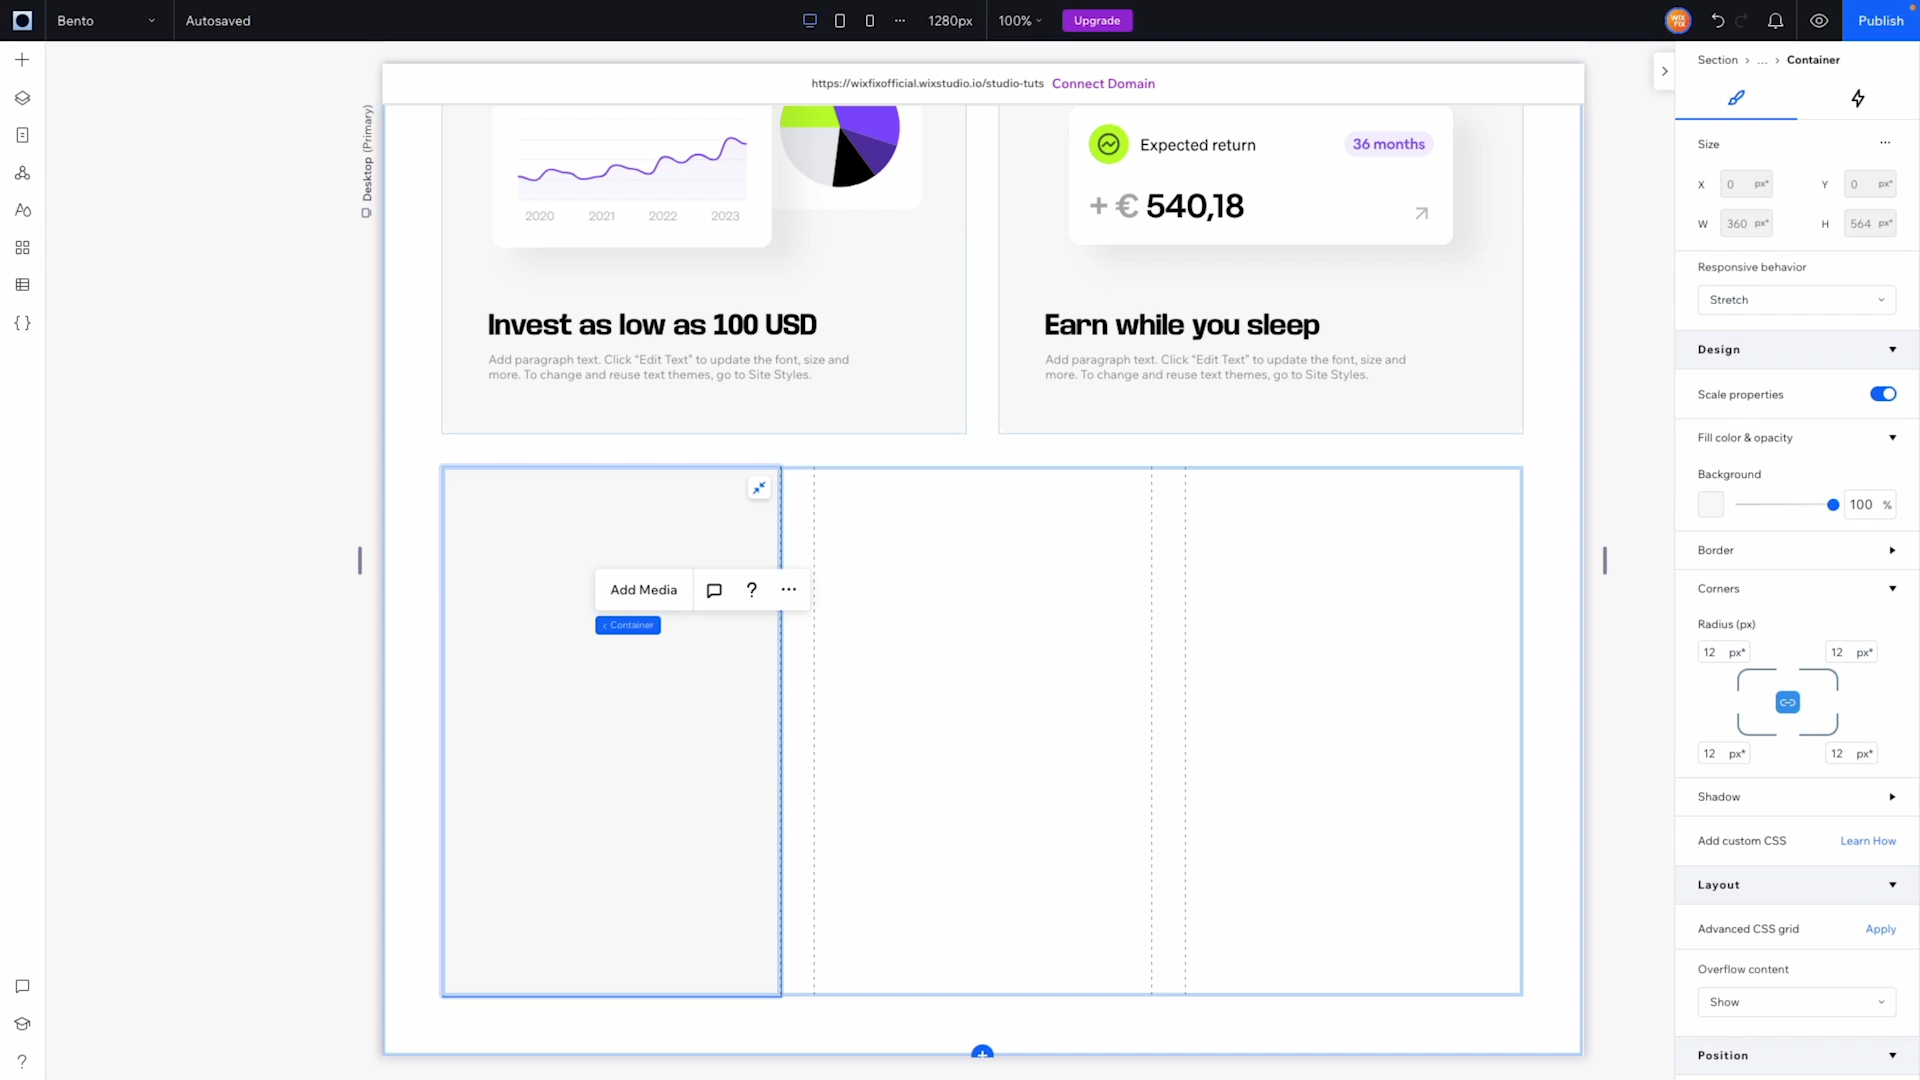 Bento
Autosaved
1280px
100%
Upgrade
WIX
FIX
Publish
https://wixfixofficial.wixstudio.io/studio-tuts
Connect Domain
Desktop (Primary)
2020
2021
2022
2023
Expected return
36 months
+ € 540,18
Invest as low as 100 USD
Add paragraph text. Click “Edit Text” to update the font, size and
more. To change and reuse text themes, go to Site Styles.
Earn while you sleep
Add paragraph text. Click “Edit Text” to update the font, size and
more. To change and reuse text themes, go to Site Styles.
Add Media
?
...
‹ Container
?
Section › ... › Container
Size
X 0 px*
Y 0 px*
W 360 px*
H 564 px*
Responsive behavior
Stretch
Design
Scale properties
Fill color & opacity
Background
100 %
Border
Corners
Radius (px)
12 px*
12 px*
12 px*
12 px*
Shadow
Add custom CSS
Learn How
Layout
Advanced CSS grid
Apply
Overflow content
Show
Position